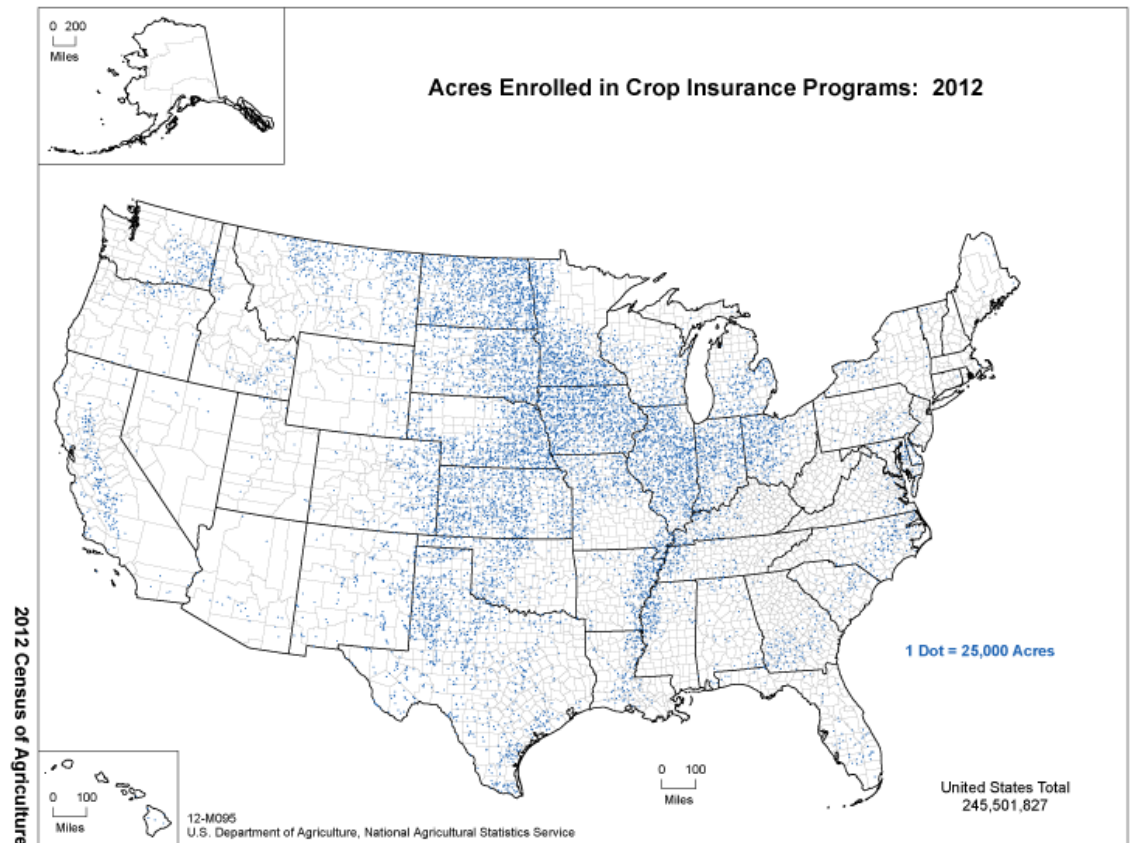 0 200
Miles
Acres Enrolled in Crop Insurance Programs: 2012
1 Dot = 25,000 Acres
2012 Census of Agriculture
0 100
Miles
0 100
Miles
United States Total
245,501,827
12-M095
U.S. Department of Agriculture, National Agricultural Statistics Service